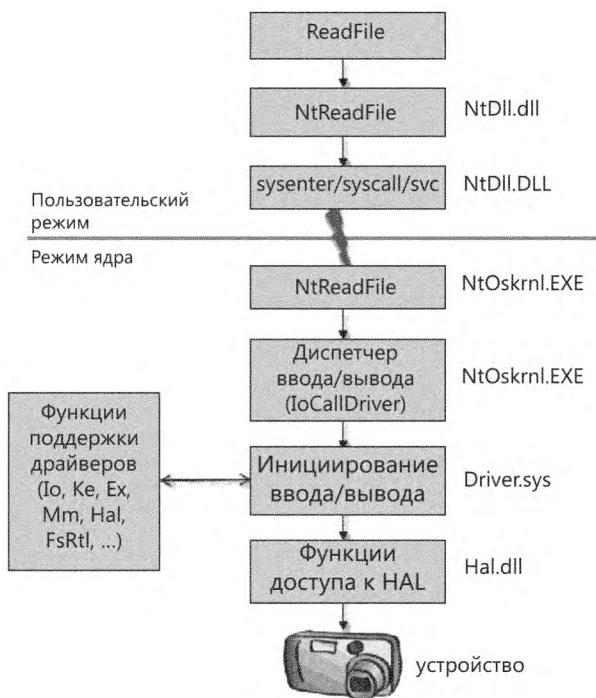 ReadFile
NtReadFile
NtDll.dll
sysenter/syscall/svc
NtDll.DLL
Пользовательский
режим
Режим ядра
NtReadFile
NtOskrnl.EXE
Диспетчер
ввода/вывода
(IoCallDriver)
NtOskrnl.EXE
Функции
поддержки
драйверов
(Io, Ke, Ex,
Mm, Hal,
FsRtl, ...)
Инициирование
ввода/вывода
Driver.sys
Функции
доступа к HAL
Hal.dll
устройство